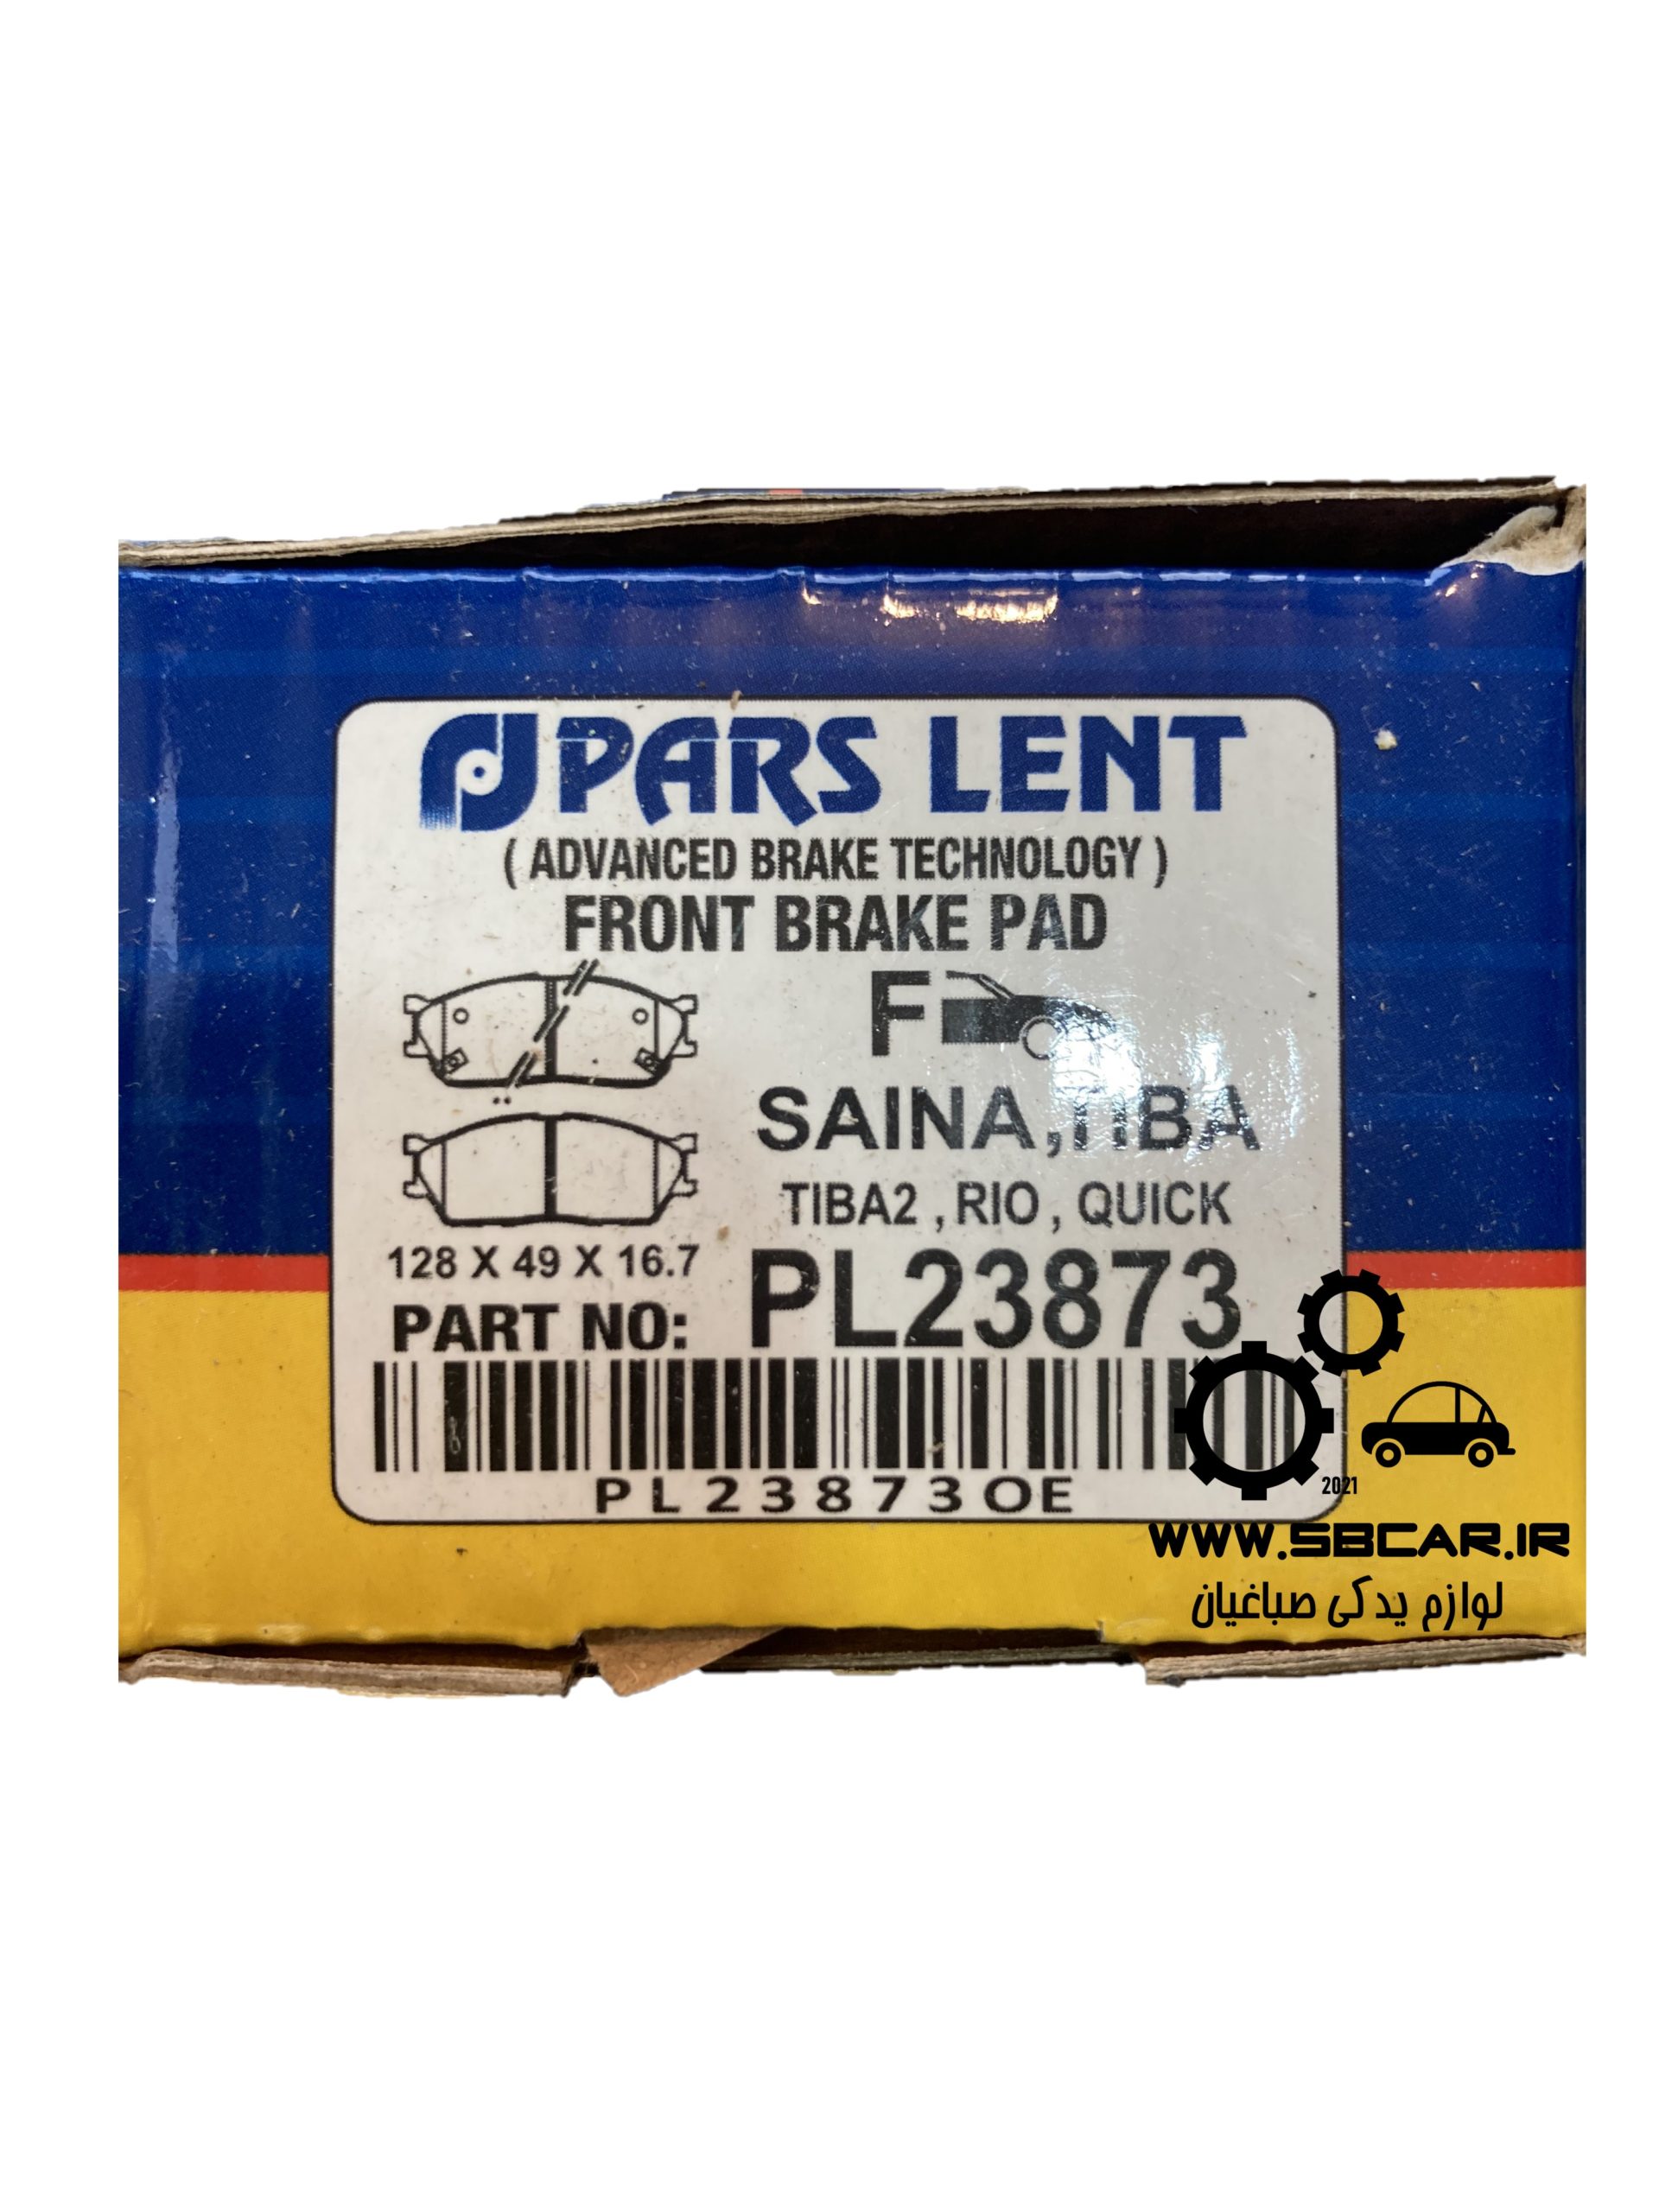 PARS LENT
( ADVANCED BRAKE TECHNOLOGY )
FRONT BRAKE PAD
F
SAINA,TIBA
TIBA2 , RIO , QUICK
128 X 49 X 16.7
PART NO: PL23873
PL23873OE
2021
WWW.SBCAR.IR
لوازم یدکی صباغیان